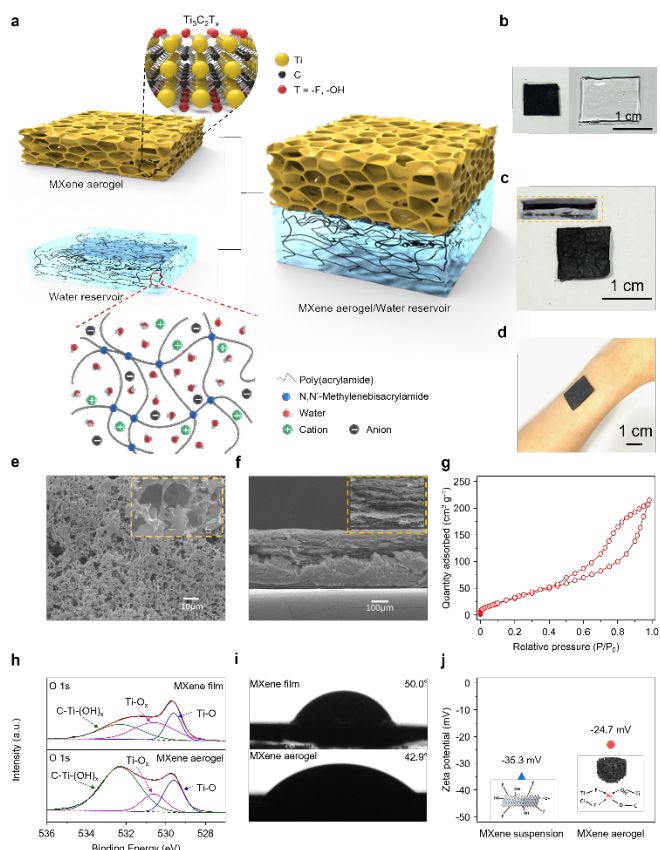 a
Ti3C2Tx
Ti
C
T = -F, -OH
MXene aerogel
Water reservoir
MXene aerogel/Water reservoir
Poly(acrylamide)
N,N'-Methylenebisacrylamide
Water
Cation
Anion
b
1 cm
c
1 cm
d
1 cm
e
10μm
f
100μm
g
Quantity adsorbed (cm² g⁻¹)
250
200
150
100
50
0
0.0 0.2 0.4 0.6 0.8 1.0
Relative pressure (P/P0)
h
O 1s
MXene film
C-Ti-(OH)x
Ti-Ox
Ti-O
O 1s
MXene aerogel
C-Ti-(OH)x
Ti-Ox
Ti-O
Intensity (a.u.)
536 534 532 530 528
Binding Energy (eV)
i
MXene film
50.0°
MXene aerogel
42.9°
j
Zeta potential (mV)
0
-10
-20
-30
-40
-50
-24.7 mV
-35.3 mV
MXene suspension
MXene aerogel